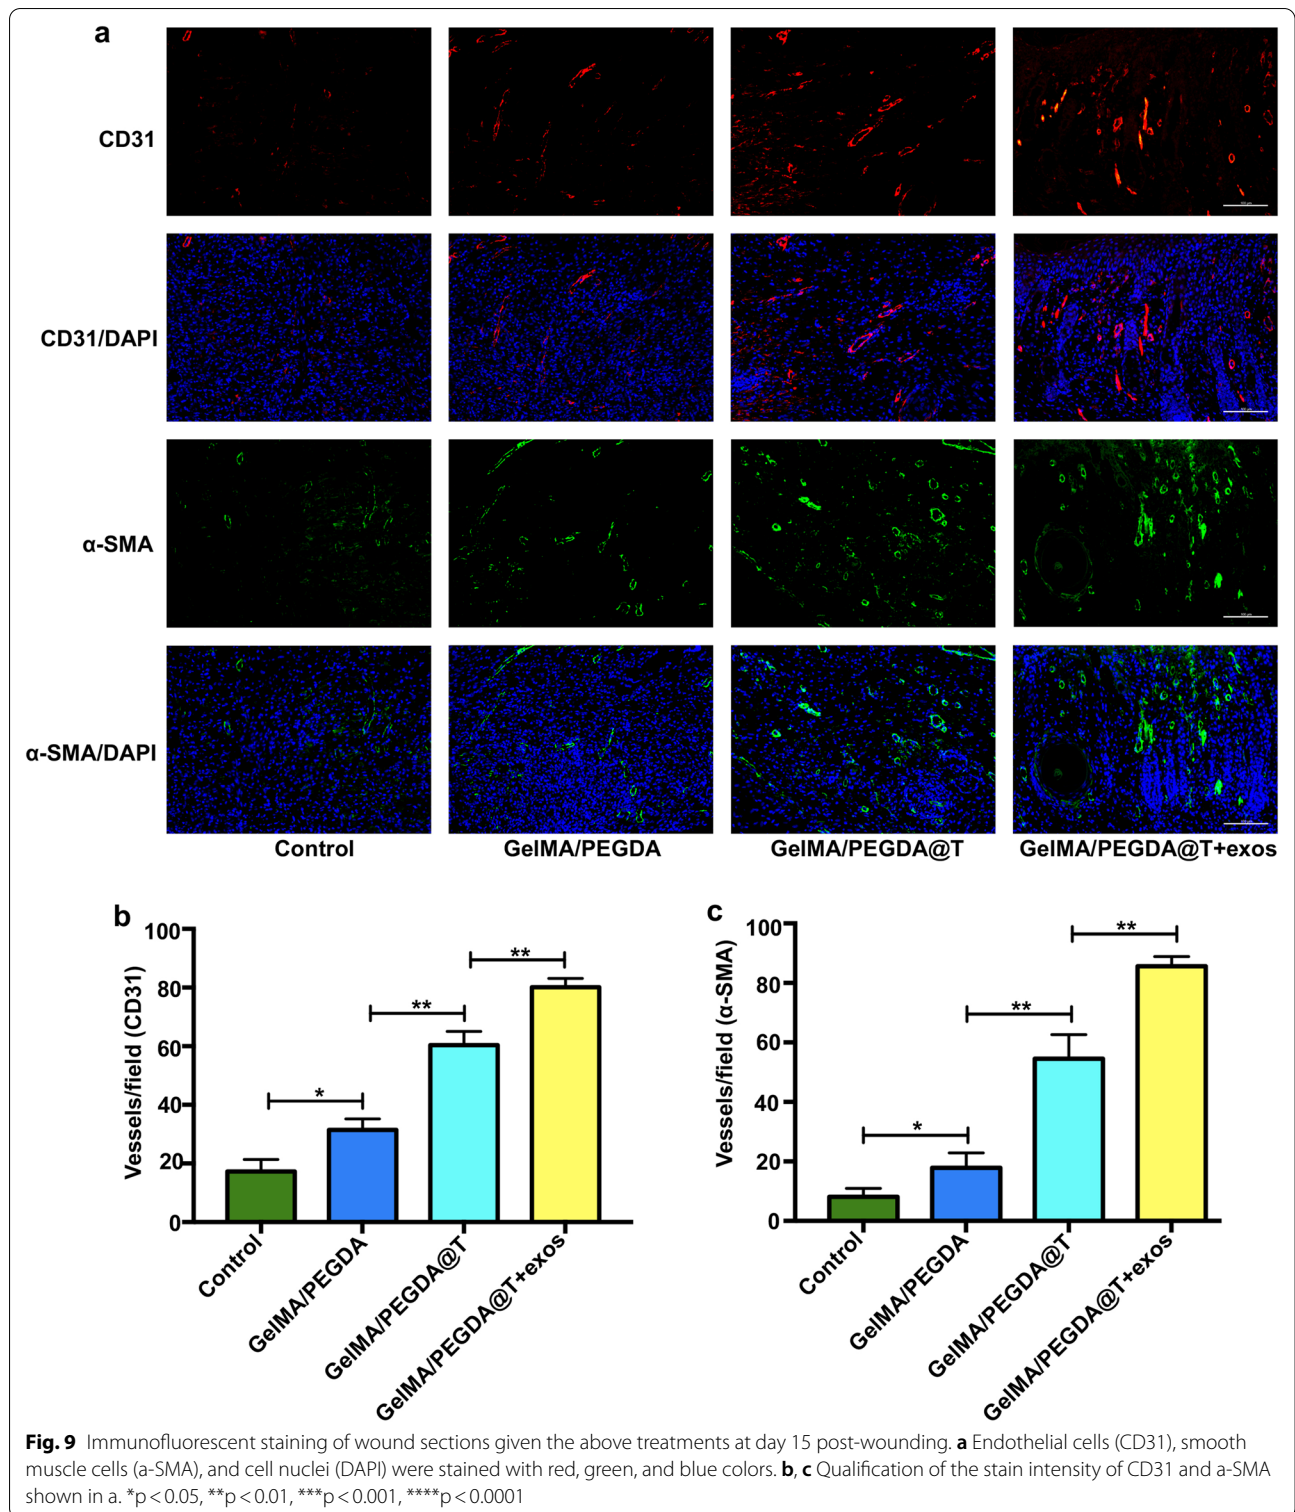 a
CD31
CD31/DAPI
α-SMA
α-SMA/DAPI
Control GelMA/PEGDA GelMA/PEGDA@T GelMA/PEGDA@T+exos
b
Vessels/field (CD31)
100
80
60
40
20
0
*
**
**
Control
GelMA/PEGDA
GelMA/PEGDA@T
GelMA/PEGDA@T+exos
c
Vessels/field (α-SMA)
100
80
60
40
20
0
*
**
**
Control
GelMA/PEGDA
GelMA/PEGDA@T
GelMA/PEGDA@T+exos
Fig. 9 Immunofluorescent staining of wound sections given the above treatments at day 15 post-wounding. a Endothelial cells (CD31), smooth
muscle cells (a-SMA), and cell nuclei (DAPI) were stained with red, green, and blue colors. b, c Qualification of the stain intensity of CD31 and a-SMA
shown in a. *p < 0.05, **p < 0.01, ***p < 0.001, ****p < 0.0001